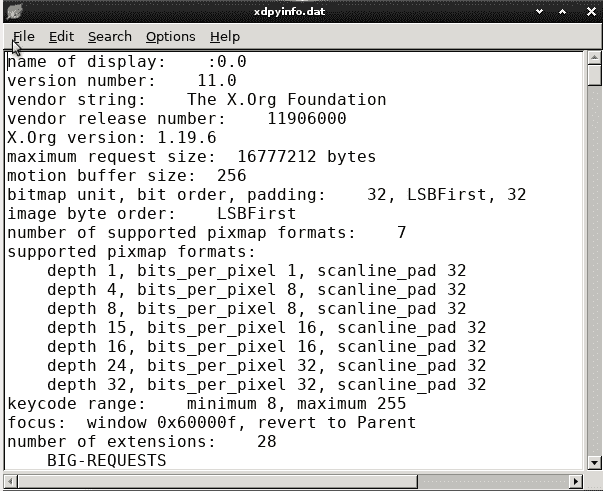 xdpyinfo.dat
File Edit Search Options Help
name of display:    :0.0
version number:    11.0
vendor string:    The X.Org Foundation
vendor release number:    11906000
X.Org version: 1.19.6
maximum request size:  16777212 bytes
motion buffer size:  256
bitmap unit, bit order, padding:    32, LSBFirst, 32
image byte order:    LSBFirst
number of supported pixmap formats:    7
supported pixmap formats:
    depth 1, bits_per_pixel 1, scanline_pad 32
    depth 4, bits_per_pixel 8, scanline_pad 32
    depth 8, bits_per_pixel 8, scanline_pad 32
    depth 15, bits_per_pixel 16, scanline_pad 32
    depth 16, bits_per_pixel 16, scanline_pad 32
    depth 24, bits_per_pixel 32, scanline_pad 32
    depth 32, bits_per_pixel 32, scanline_pad 32
keycode range:    minimum 8, maximum 255
focus:  window 0x60000f, revert to Parent
number of extensions:    28
    BIG-REQUESTS